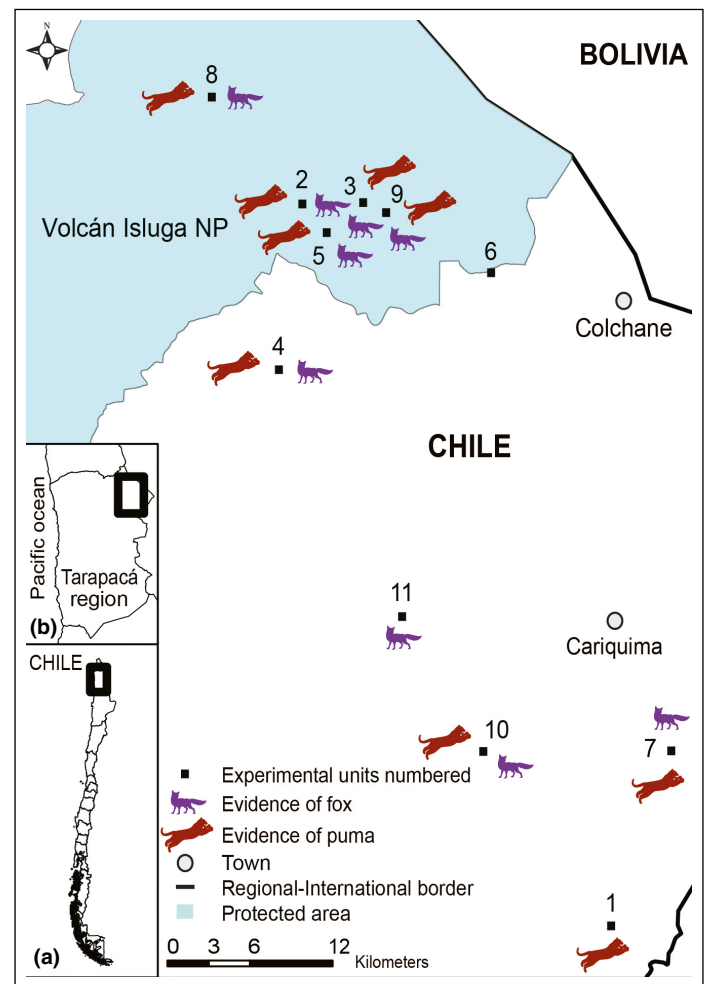 N
BOLIVIA
8
2
3
9
Volcán Isluga NP
5
6
Colchane
4
CHILE
Pacific ocean
Tarapacá
region
(b)
11
Cariquima
CHILE
10
7
Experimental units numbered
Evidence of fox
Evidence of puma
Town
Regional-International border
Protected area
1
(a)
0 3 6 12
Kilometers